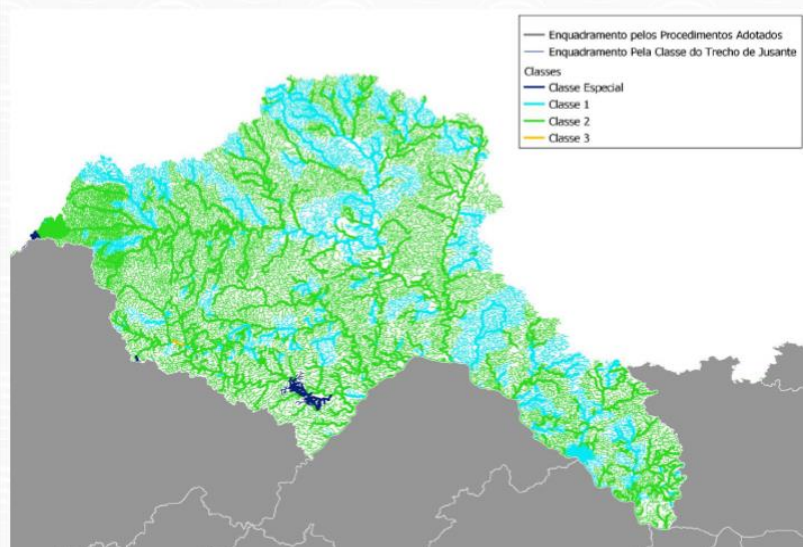 Enquadramento pelos Procedimentos Adotados
Enquadramento Pela Classe do Trecho de Jusante
Classes
Classe Especial
Classe 1
Classe 2
Classe 3